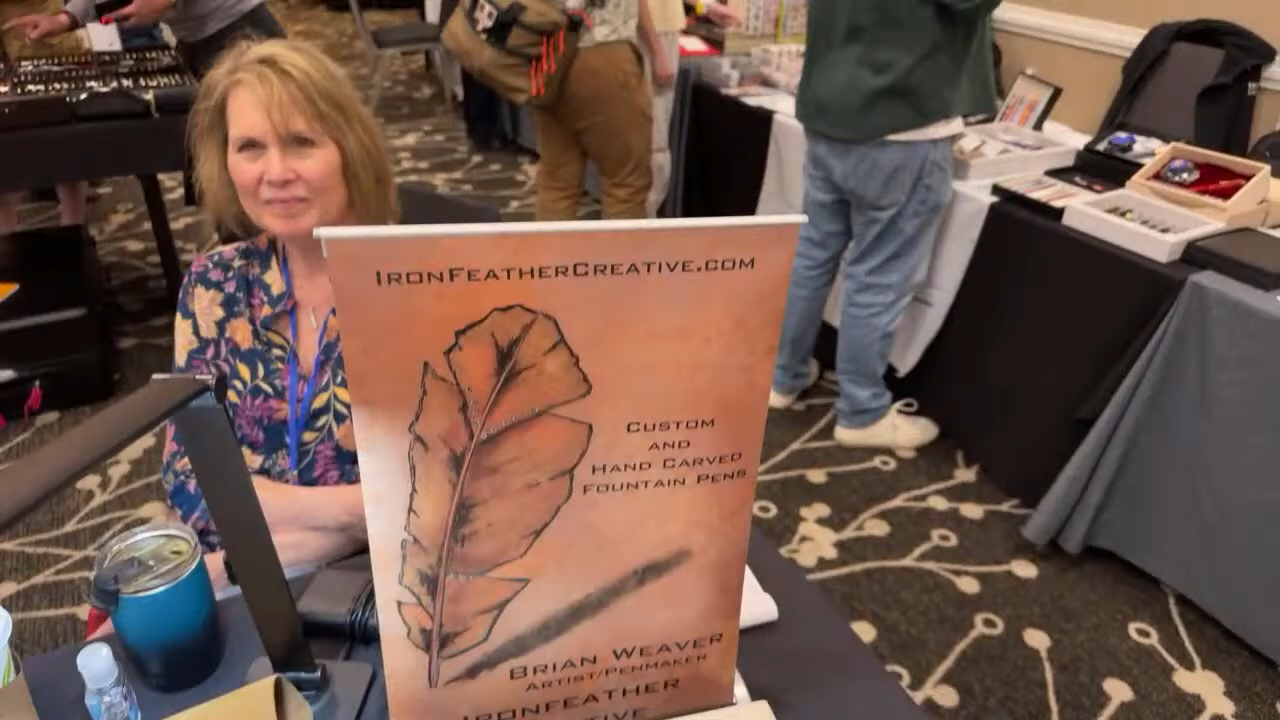 IRONFEATHERCREATIVE.COM
CUSTOM
AND
HAND CARVED
FOUNTAIN PENS
BRIAN WEAVER
ARTIST/PENMAKER
IRONFEATHER